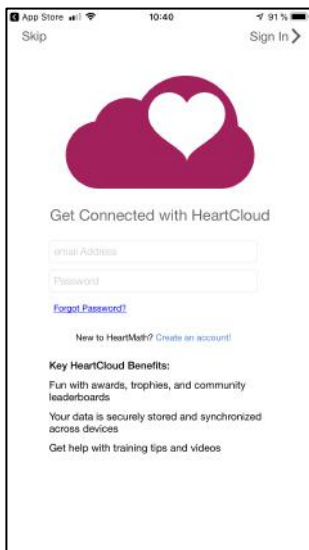 App Store 10:40 91%
Skip Sign In
Get Connected with HeartCloud
email Address
Password
Forgot Password?
New to HeartMath? Create an account!
Key HeartCloud Benefits:
Fun with awards, trophies, and community
leaderboards
Your data is securely stored and synchronized
across devices
Get help with training tips and videos